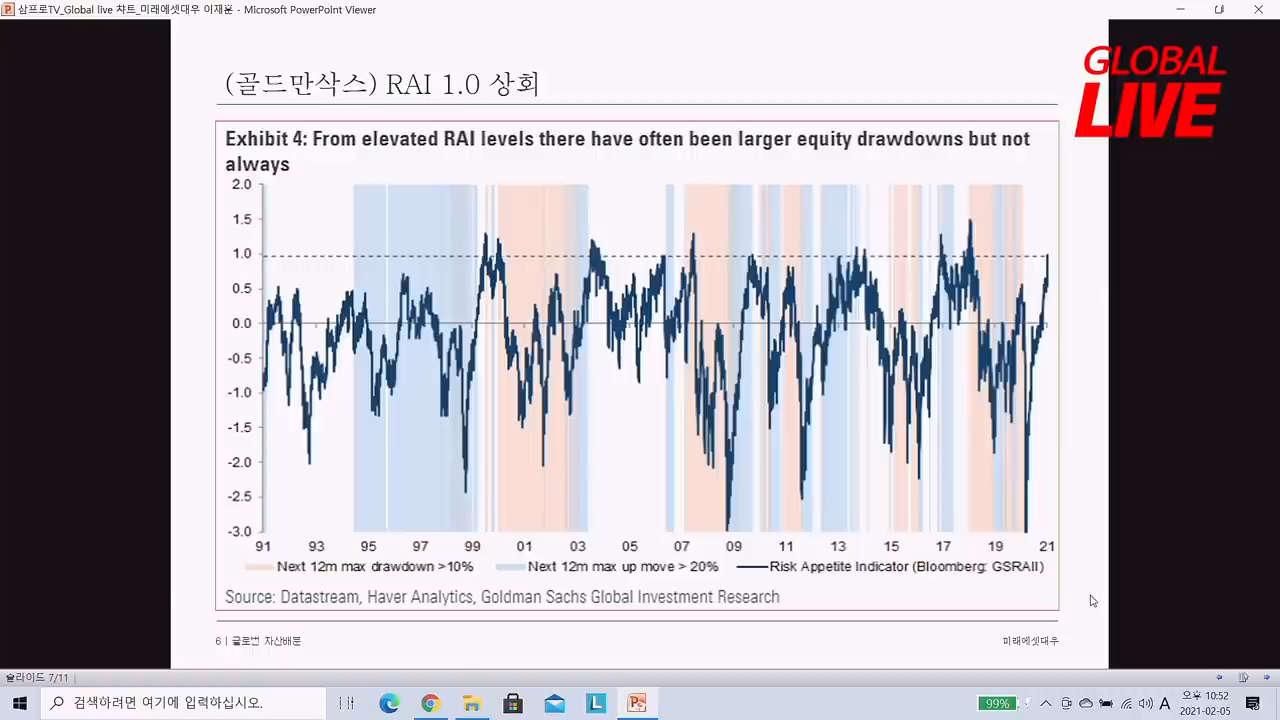 삼프로TV_Global live 챠트_미래에셋대우 이재훈 - Microsoft PowerPoint Viewer
GLOBAL
LIVE
(골드만삭스) RAI 1.0 상회
Exhibit 4: From elevated RAI levels there have often been larger equity drawdowns but not
always
2.0
1.5
1.0
0.5
0.0
-0.5
-1.0
-1.5
-2.0
-2.5
-3.0
91 93 95 97 99 01 03 05 07 09 11 13 15 17 19 21
Next 12m max drawdown >10% Next 12m max up move > 20% Risk Appetite Indicator (Bloomberg: GSRAII)
Source: Datastream, Haver Analytics, Goldman Sachs Global Investment Research
6 | 글로벌 자산배분 미래에셋대우
슬라이드 7/11
검색하려면 여기에 입력하십시오.
99%
A
오후 10:52
2021-02-05